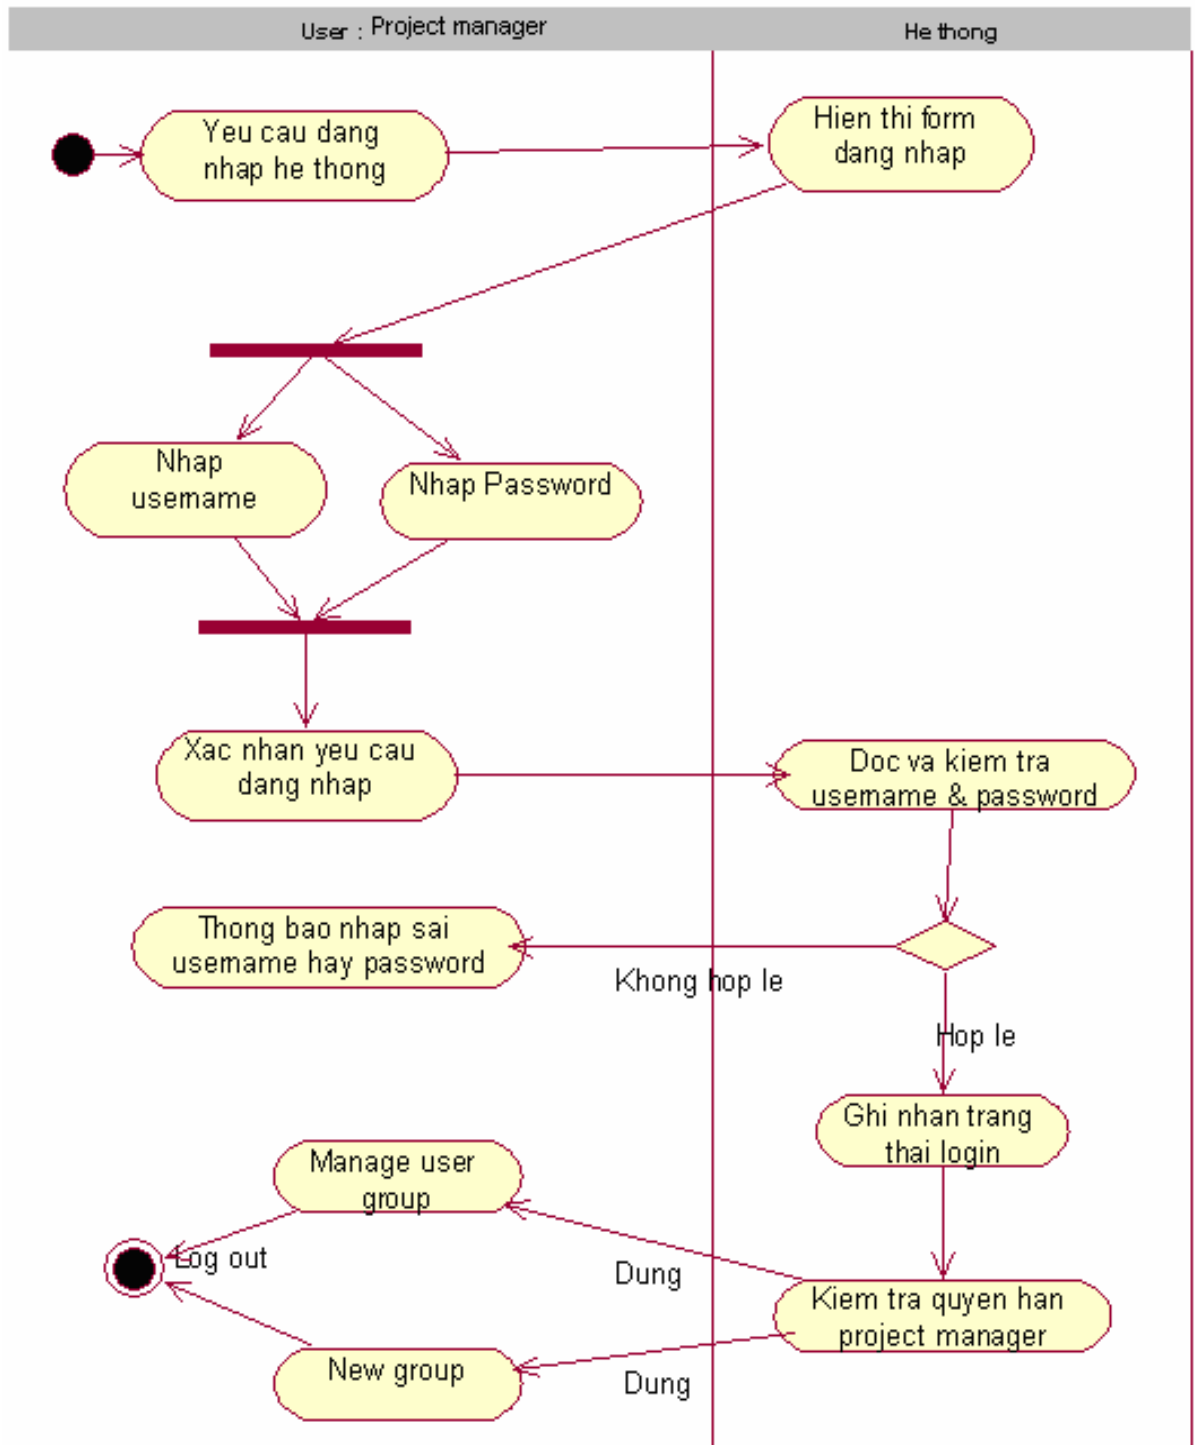 User : Project manager
He thong
Yeu cau dang
nhap he thong
Hien thi form
dang nhap
Nhap
username
Nhap Password
Xac nhan yeu cau
dang nhap
Doc va kiem tra
username & password
Thong bao nhap sai
username hay password
Khong hop le
Hop le
Ghi nhan trang
thai login
Manage user
group
Log out
Dung
Kiem tra quyen han
project manager
New group
Dung